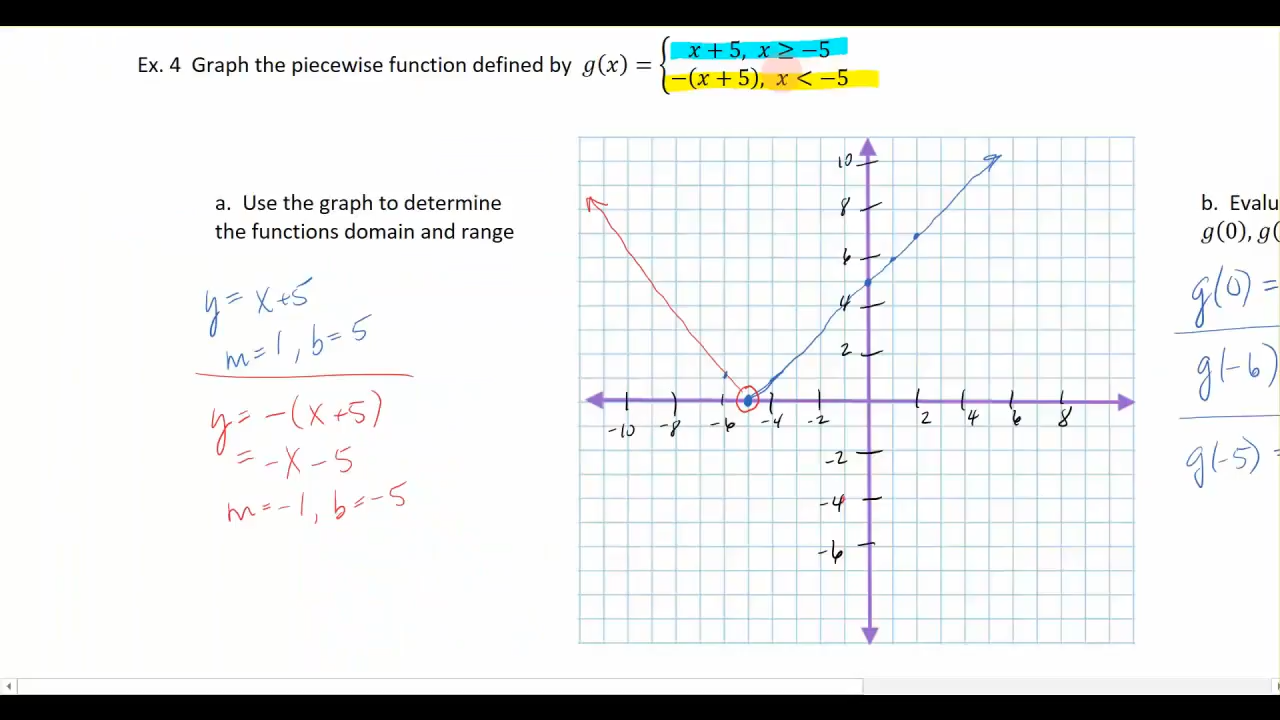 Ex. 4 Graph the piecewise function defined by g(x) = { x + 5, x ≥ −5
−(x + 5), x < −5
a. Use the graph to determine
the functions domain and range
y = x+5
m = 1, b = 5
y = -(x+5)
= -x - 5
m = -1, b = -5
10
8
6
4
2
-10 -8 -6 -4 -2 2 4 6 8
-2
-4
-6
b. Evalu
g(0), g(
g(0) =
g(-6)
g(-5) =